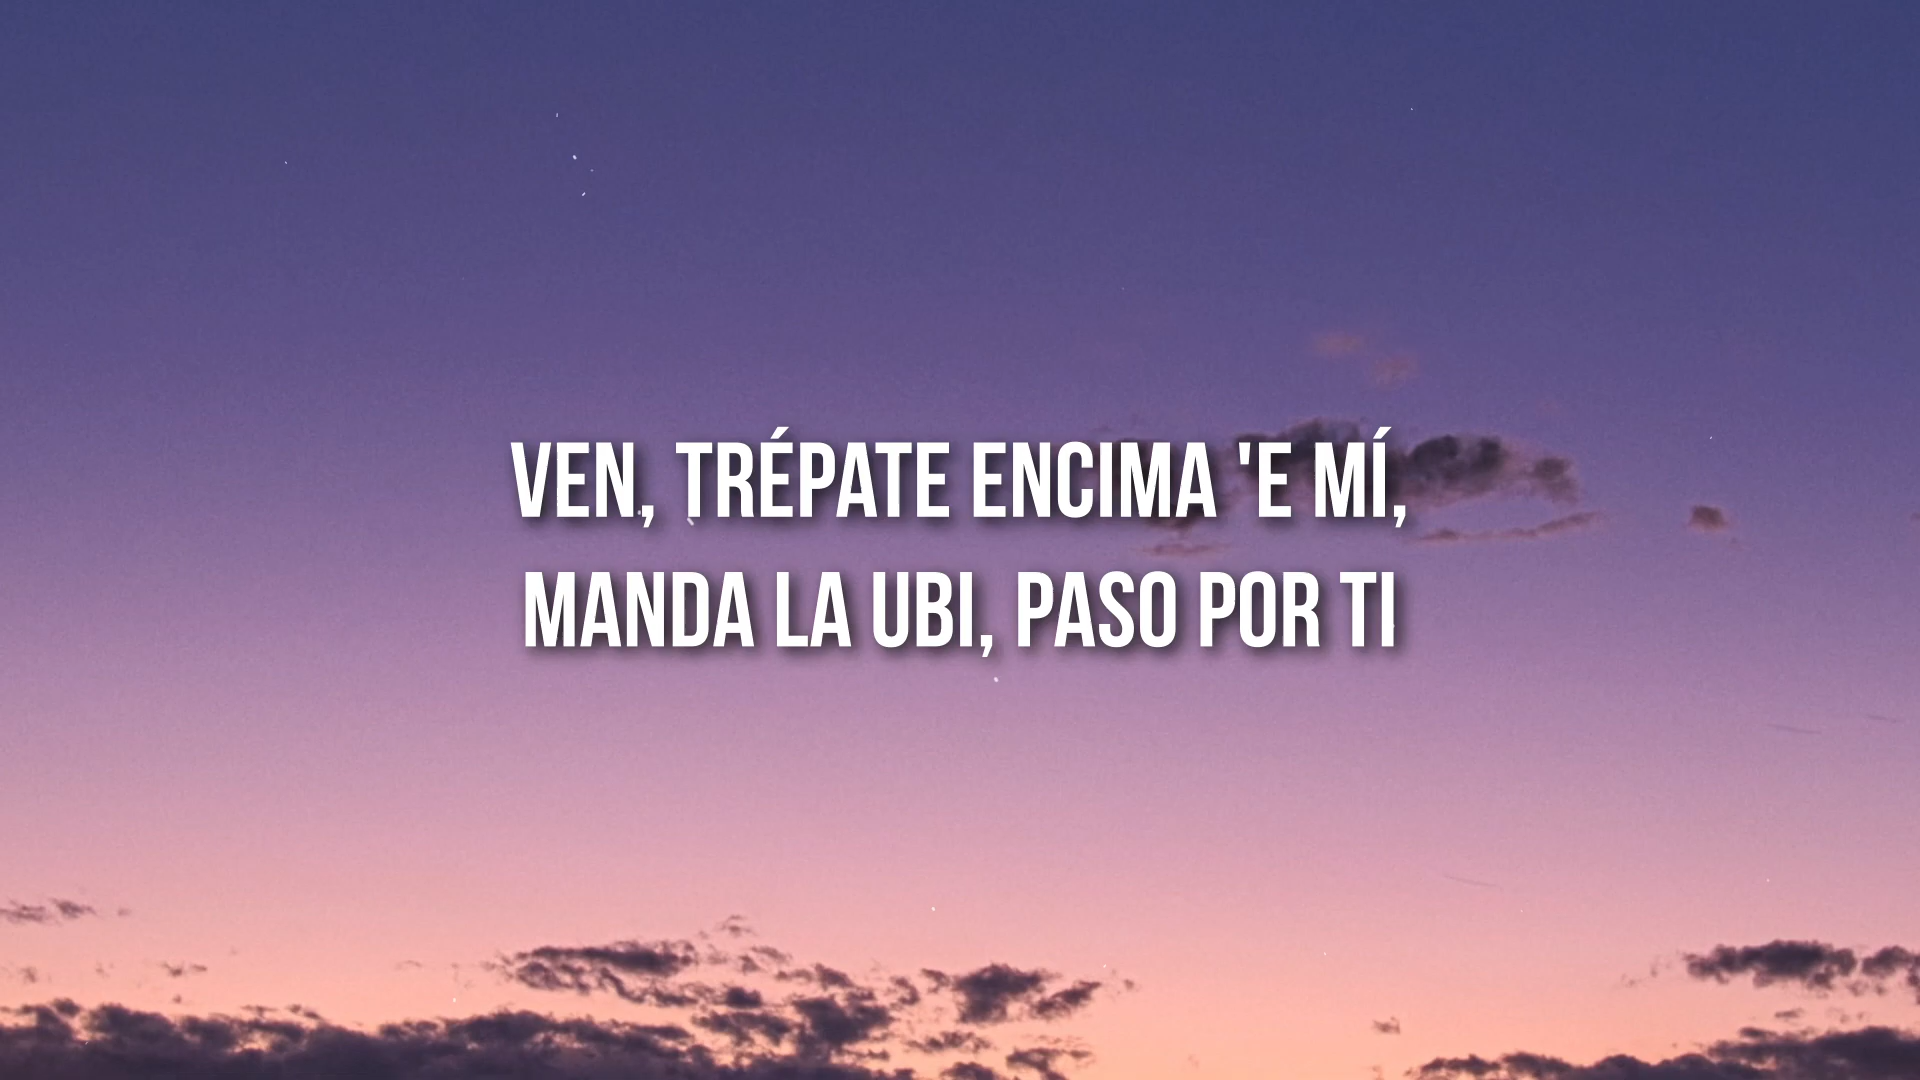 VEN, TRÉPATE ENCIMA 'E MÍ,
MANDA LA UBI, PASO POR TI